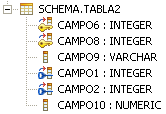 SCHEMA.TABLA2
CAMPO6 : INTEGER
CAMPO8 : INTEGER
CAMPO9 : VARCHAR
CAMPO1 : INTEGER
CAMPO2 : INTEGER
CAMPO10 : NUMERIC